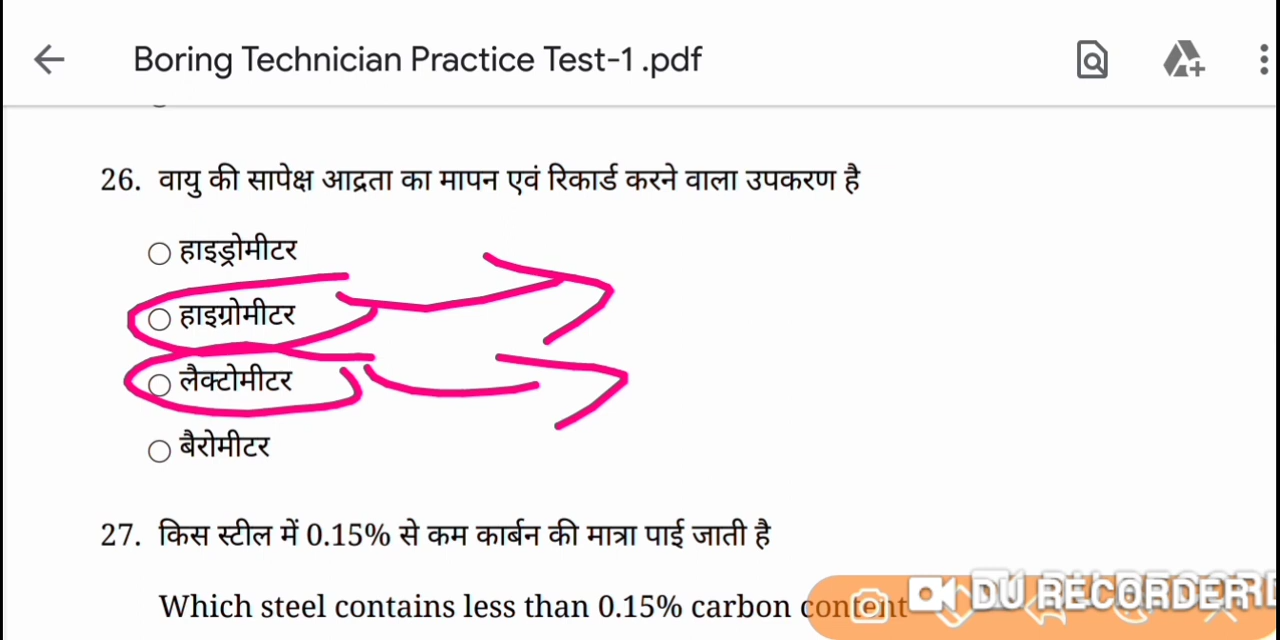 Boring Technician Practice Test-1 .pdf
26. वायु की सापेक्ष आद्रता का मापन एवं रिकार्ड करने वाला उपकरण है
हाइड्रोमीटर
हाइग्रोमीटर
लैक्टोमीटर
बैरोमीटर
27. किस स्टील में 0.15% से कम कार्बन की मात्रा पाई जाती है
Which steel contains less than 0.15% carbon content
DU RECORDER